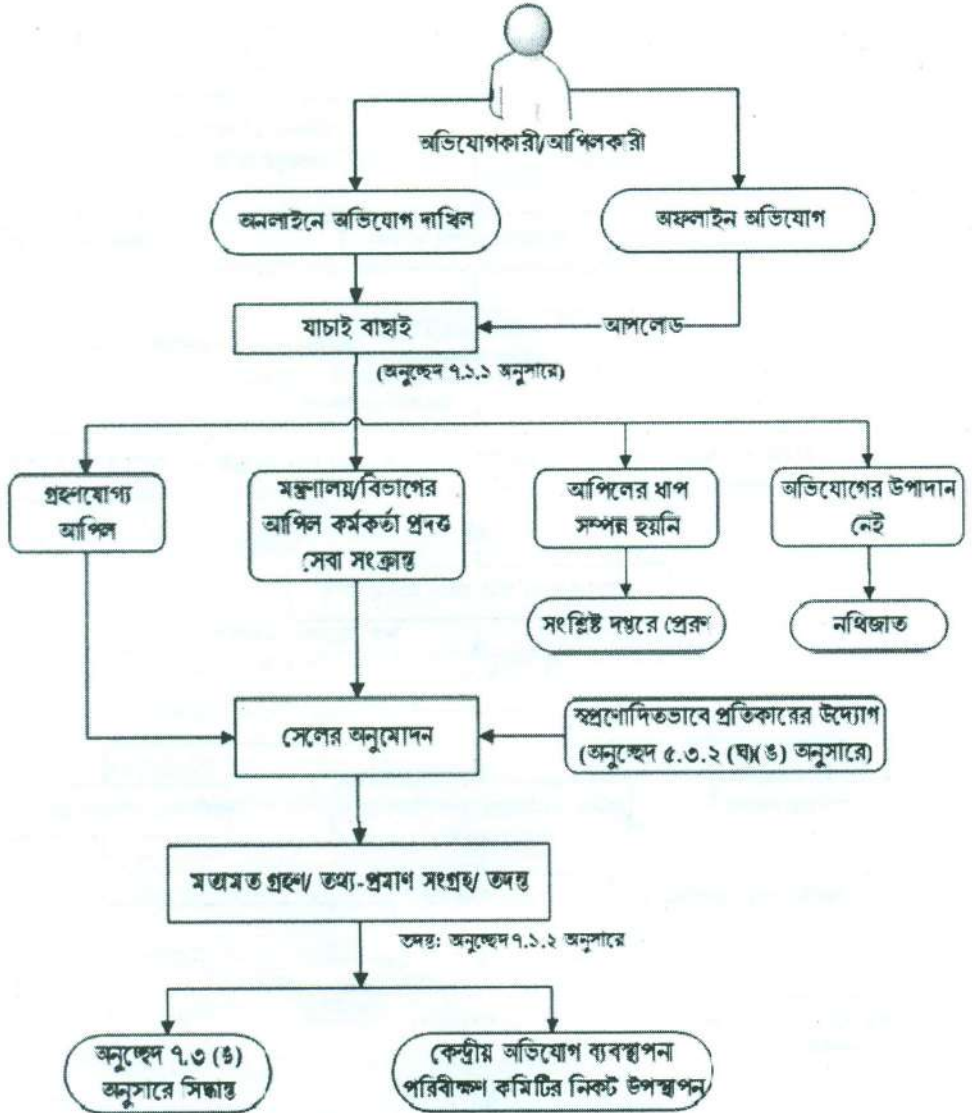 অভিযোগকারী/আপিলকারী
অনলাইনে অভিযোগ দাখিল
অফলাইন অভিযোগ
যাচাই বাছাই
আপলোড
(অনুচ্ছেদ ৭.১.১ অনুসারে)
গ্রহণযোগ্য
আপিল
মন্ত্রণালয়/বিভাগের
আপিল কর্মকর্তা প্রদত্ত
সেবা সংক্রান্ত
আপিলের ধাপ
সম্পন্ন হয়নি
অভিযোগের উপাদান
নেই
সংশ্লিষ্ট দপ্তরে প্রেরণ
নথিজাত
সেলের অনুমোদন
স্বপ্রণোদিতভাবে প্রতিকারের উদ্যোগ
(অনুচ্ছেদ ৫.৩.২ (ঘ)(ঙ) অনুসারে)
মতামত গ্রহণ/ তথ্য-প্রমাণ সংগ্রহ/ তদন্ত
তদন্ত: অনুচ্ছেদ ৭.১.২ অনুসারে
অনুচ্ছেদ ৭.৩ (ঙ)
অনুসারে সিদ্ধান্ত
কেন্দ্রীয় অভিযোগ ব্যবস্থাপনা
পরিবীক্ষণ কমিটির নিকট উপস্থাপন